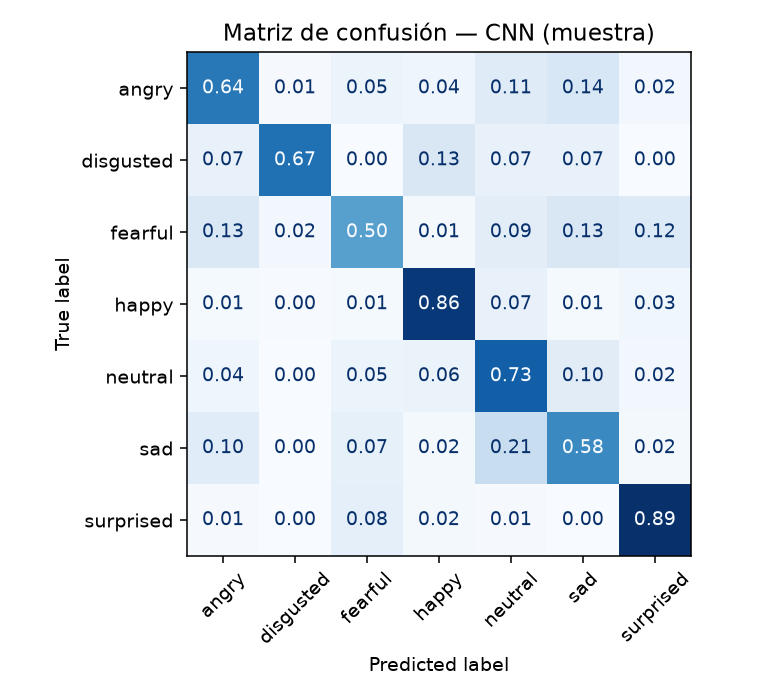 Matriz de confusión — CNN (muestra)
True label
angry 0.64 0.01 0.05 0.04 0.11 0.14 0.02
disgusted 0.07 0.67 0.00 0.13 0.07 0.07 0.00
fearful 0.13 0.02 0.50 0.01 0.09 0.13 0.12
happy 0.01 0.00 0.01 0.86 0.07 0.01 0.03
neutral 0.04 0.00 0.05 0.06 0.73 0.10 0.02
sad 0.10 0.00 0.07 0.02 0.21 0.58 0.02
surprised 0.01 0.00 0.08 0.02 0.01 0.00 0.89
angry disgusted fearful happy neutral sad surprised
Predicted label